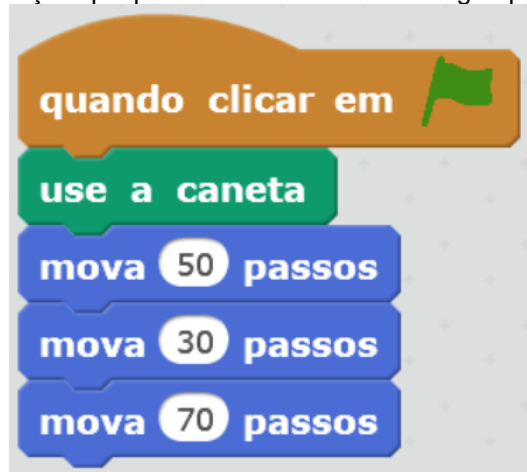 quando clicar em
use a caneta
mova 50 passos
mova 30 passos
mova 70 passos